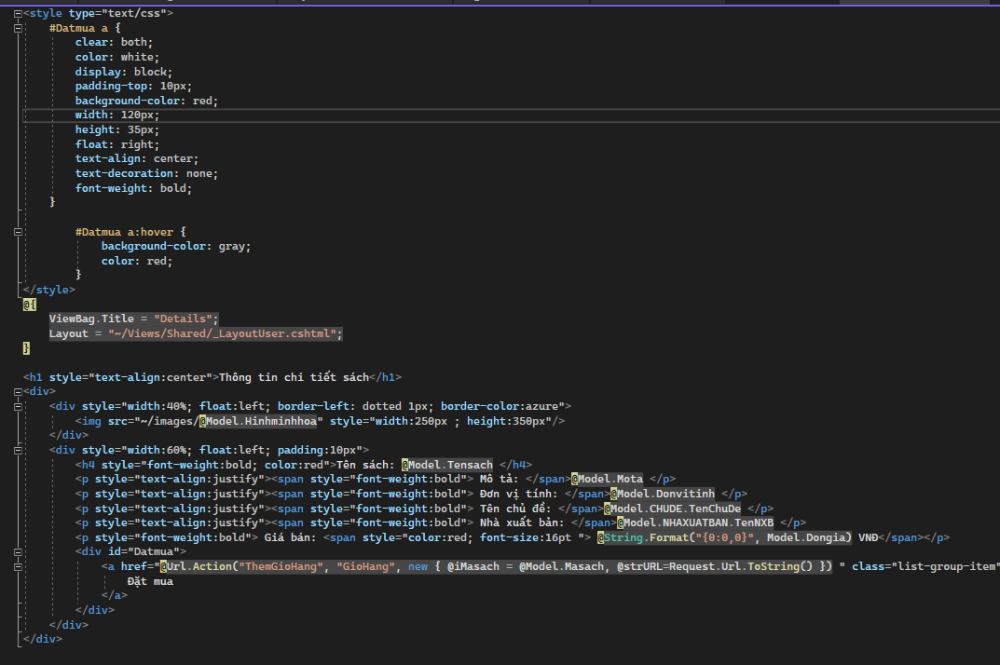 <style type="text/css">
#Datmua a {
clear: both;
color: white;
display: block;
padding-top: 10px;
background-color: red;
width: 120px;
height: 35px;
float: right;
text-align: center;
text-decoration: none;
font-weight: bold;
}
#Datmua a:hover {
background-color: gray;
color: red;
}
</style>
@{
ViewBag.Title = "Details";
Layout = "~/Views/Shared/_LayoutUser.cshtml";
}
<h1 style="text-align:center">Thông tin chi tiết sách</h1>
<div>
<div style="width:40%; float:left; border-left: dotted 1px; border-color:azure">
<img src="~/images/@Model.Hinhminhhoa" style="width:250px ; height:350px"/>
</div>
<div style="width:60%; float:left; padding:10px">
<h4 style="font-weight:bold; color:red">Tên sách: @Model.Tensach </h4>
<p style="text-align:justify"><span style="font-weight:bold"> Mô tả: </span>@Model.Mota </p>
<p style="text-align:justify"><span style="font-weight:bold"> Đơn vị tính: </span>@Model.Donvitinh </p>
<p style="text-align:justify"><span style="font-weight:bold"> Tên chủ đề: </span>@Model.CHUDE.TenChuDe </p>
<p style="text-align:justify"><span style="font-weight:bold"> Nhà xuất bản: </span>@Model.NHAXUATBAN.TenNXB </p>
<p style="font-weight:bold"> Giá bán: <span style="color:red; font-size:16pt "> @String.Format("{0:0,0}", Model.Dongia) VNĐ</span></p>
<div id="Datmua">
<a href="@Url.Action("ThemGioHang", "GioHang", new { @iMasach = @Model.Masach, @strURL=Request.Url.ToString() }) " class="list-group-item"
Đặt mua
</a>
</div>
</div>
</div>